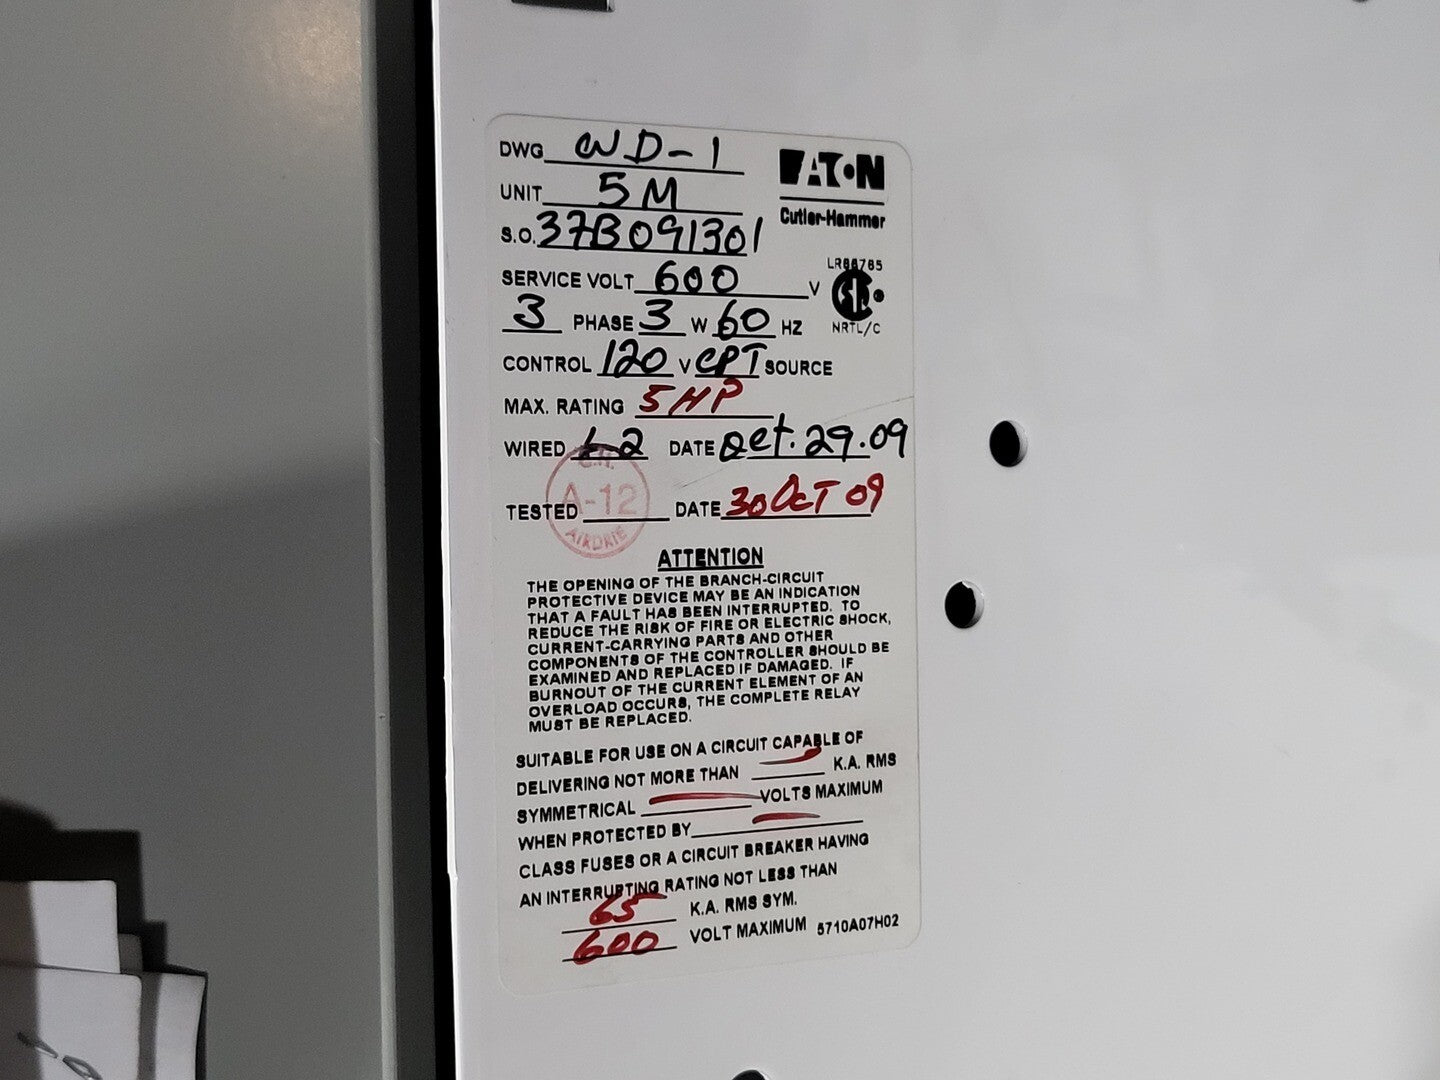 DWG WD-1
EATON
UNIT 5M
Cutler-Hammer
S.O. 37B091301
SERVICE VOLT 600 V
LR66765
3 PHASE 3 W 60 HZ
NRTL/C
CONTROL 120 V CPT SOURCE
MAX. RATING 5HP
WIRED L2 DATE Oct. 29.09
A-12
AIRDRIE
TESTED DATE 30 OCT 09
ATTENTION
THE OPENING OF THE BRANCH-CIRCUIT
PROTECTIVE DEVICE MAY BE AN INDICATION
THAT A FAULT HAS BEEN INTERRUPTED. TO
REDUCE THE RISK OF FIRE OR ELECTRIC SHOCK,
CURRENT-CARRYING PARTS AND OTHER
COMPONENTS OF THE CONTROLLER SHOULD BE
EXAMINED AND REPLACED IF DAMAGED. IF
BURNOUT OF THE CURRENT ELEMENT OF AN
OVERLOAD OCCURS, THE COMPLETE RELAY
MUST BE REPLACED.
SUITABLE FOR USE ON A CIRCUIT CAPABLE OF
DELIVERING NOT MORE THAN K.A. RMS
SYMMETRICAL VOLTS MAXIMUM
WHEN PROTECTED BY
CLASS FUSES OR A CIRCUIT BREAKER HAVING
AN INTERRUPTING RATING NOT LESS THAN
65 K.A. RMS SYM.
600 VOLT MAXIMUM 5710A07H02